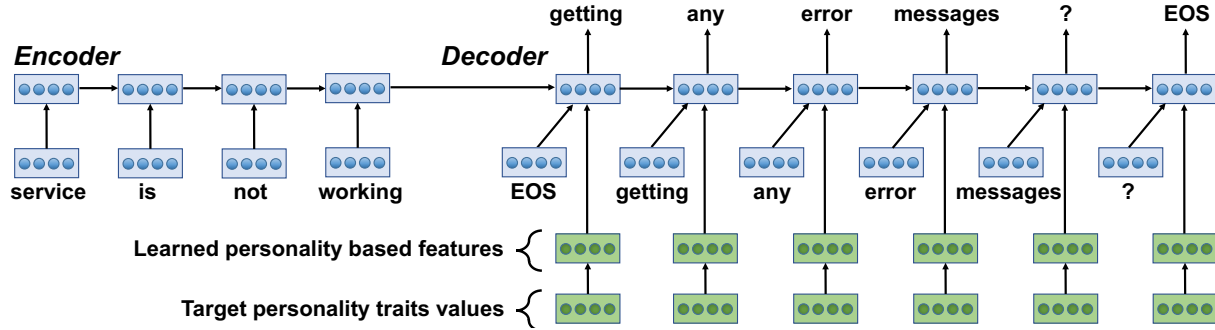 getting any error messages ? EOS
Encoder Decoder
service is not working EOS getting any error messages ?
Learned personality based features
Target personality traits values